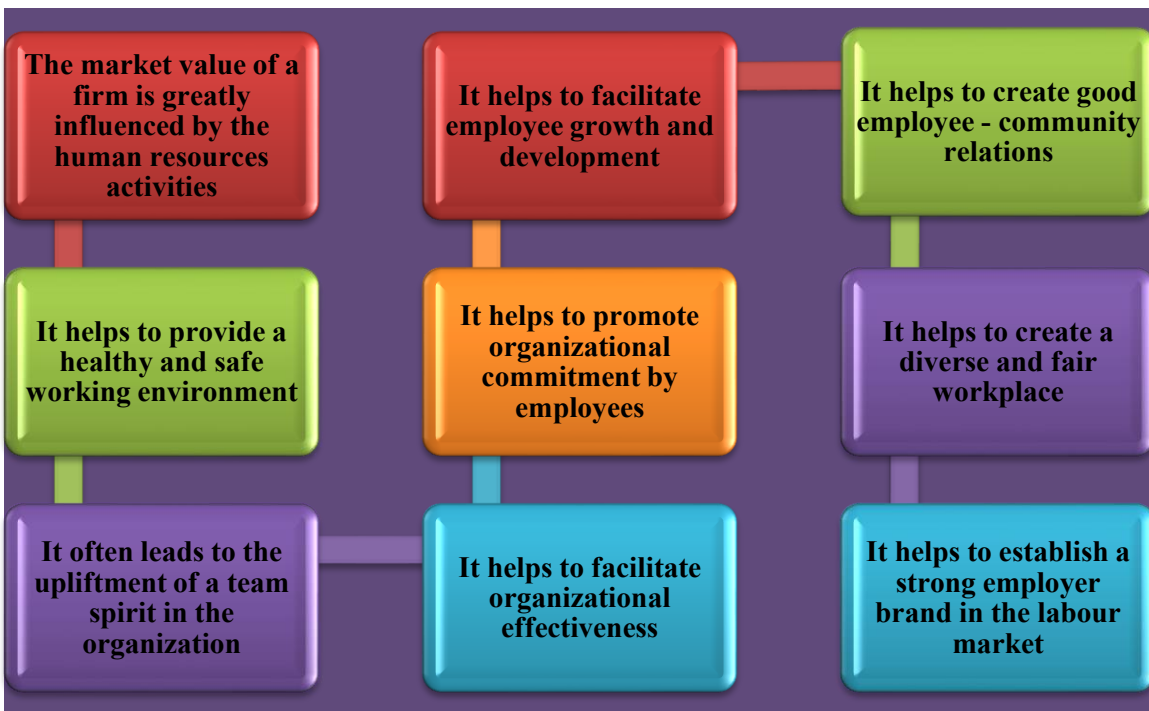 The market value of a
firm is greatly
influenced by the
human resources
activities
It helps to provide a
healthy and safe
working environment
It often leads to the
upliftment of a team
spirit in the
organization
It helps to facilitate
organizational
effectiveness
It helps to promote
organizational
commitment by
employees
It helps to facilitate
employee growth and
development
It helps to create good
employee - community
relations
It helps to create a
diverse and fair
workplace
It helps to establish a
strong employer
brand in the labour
market